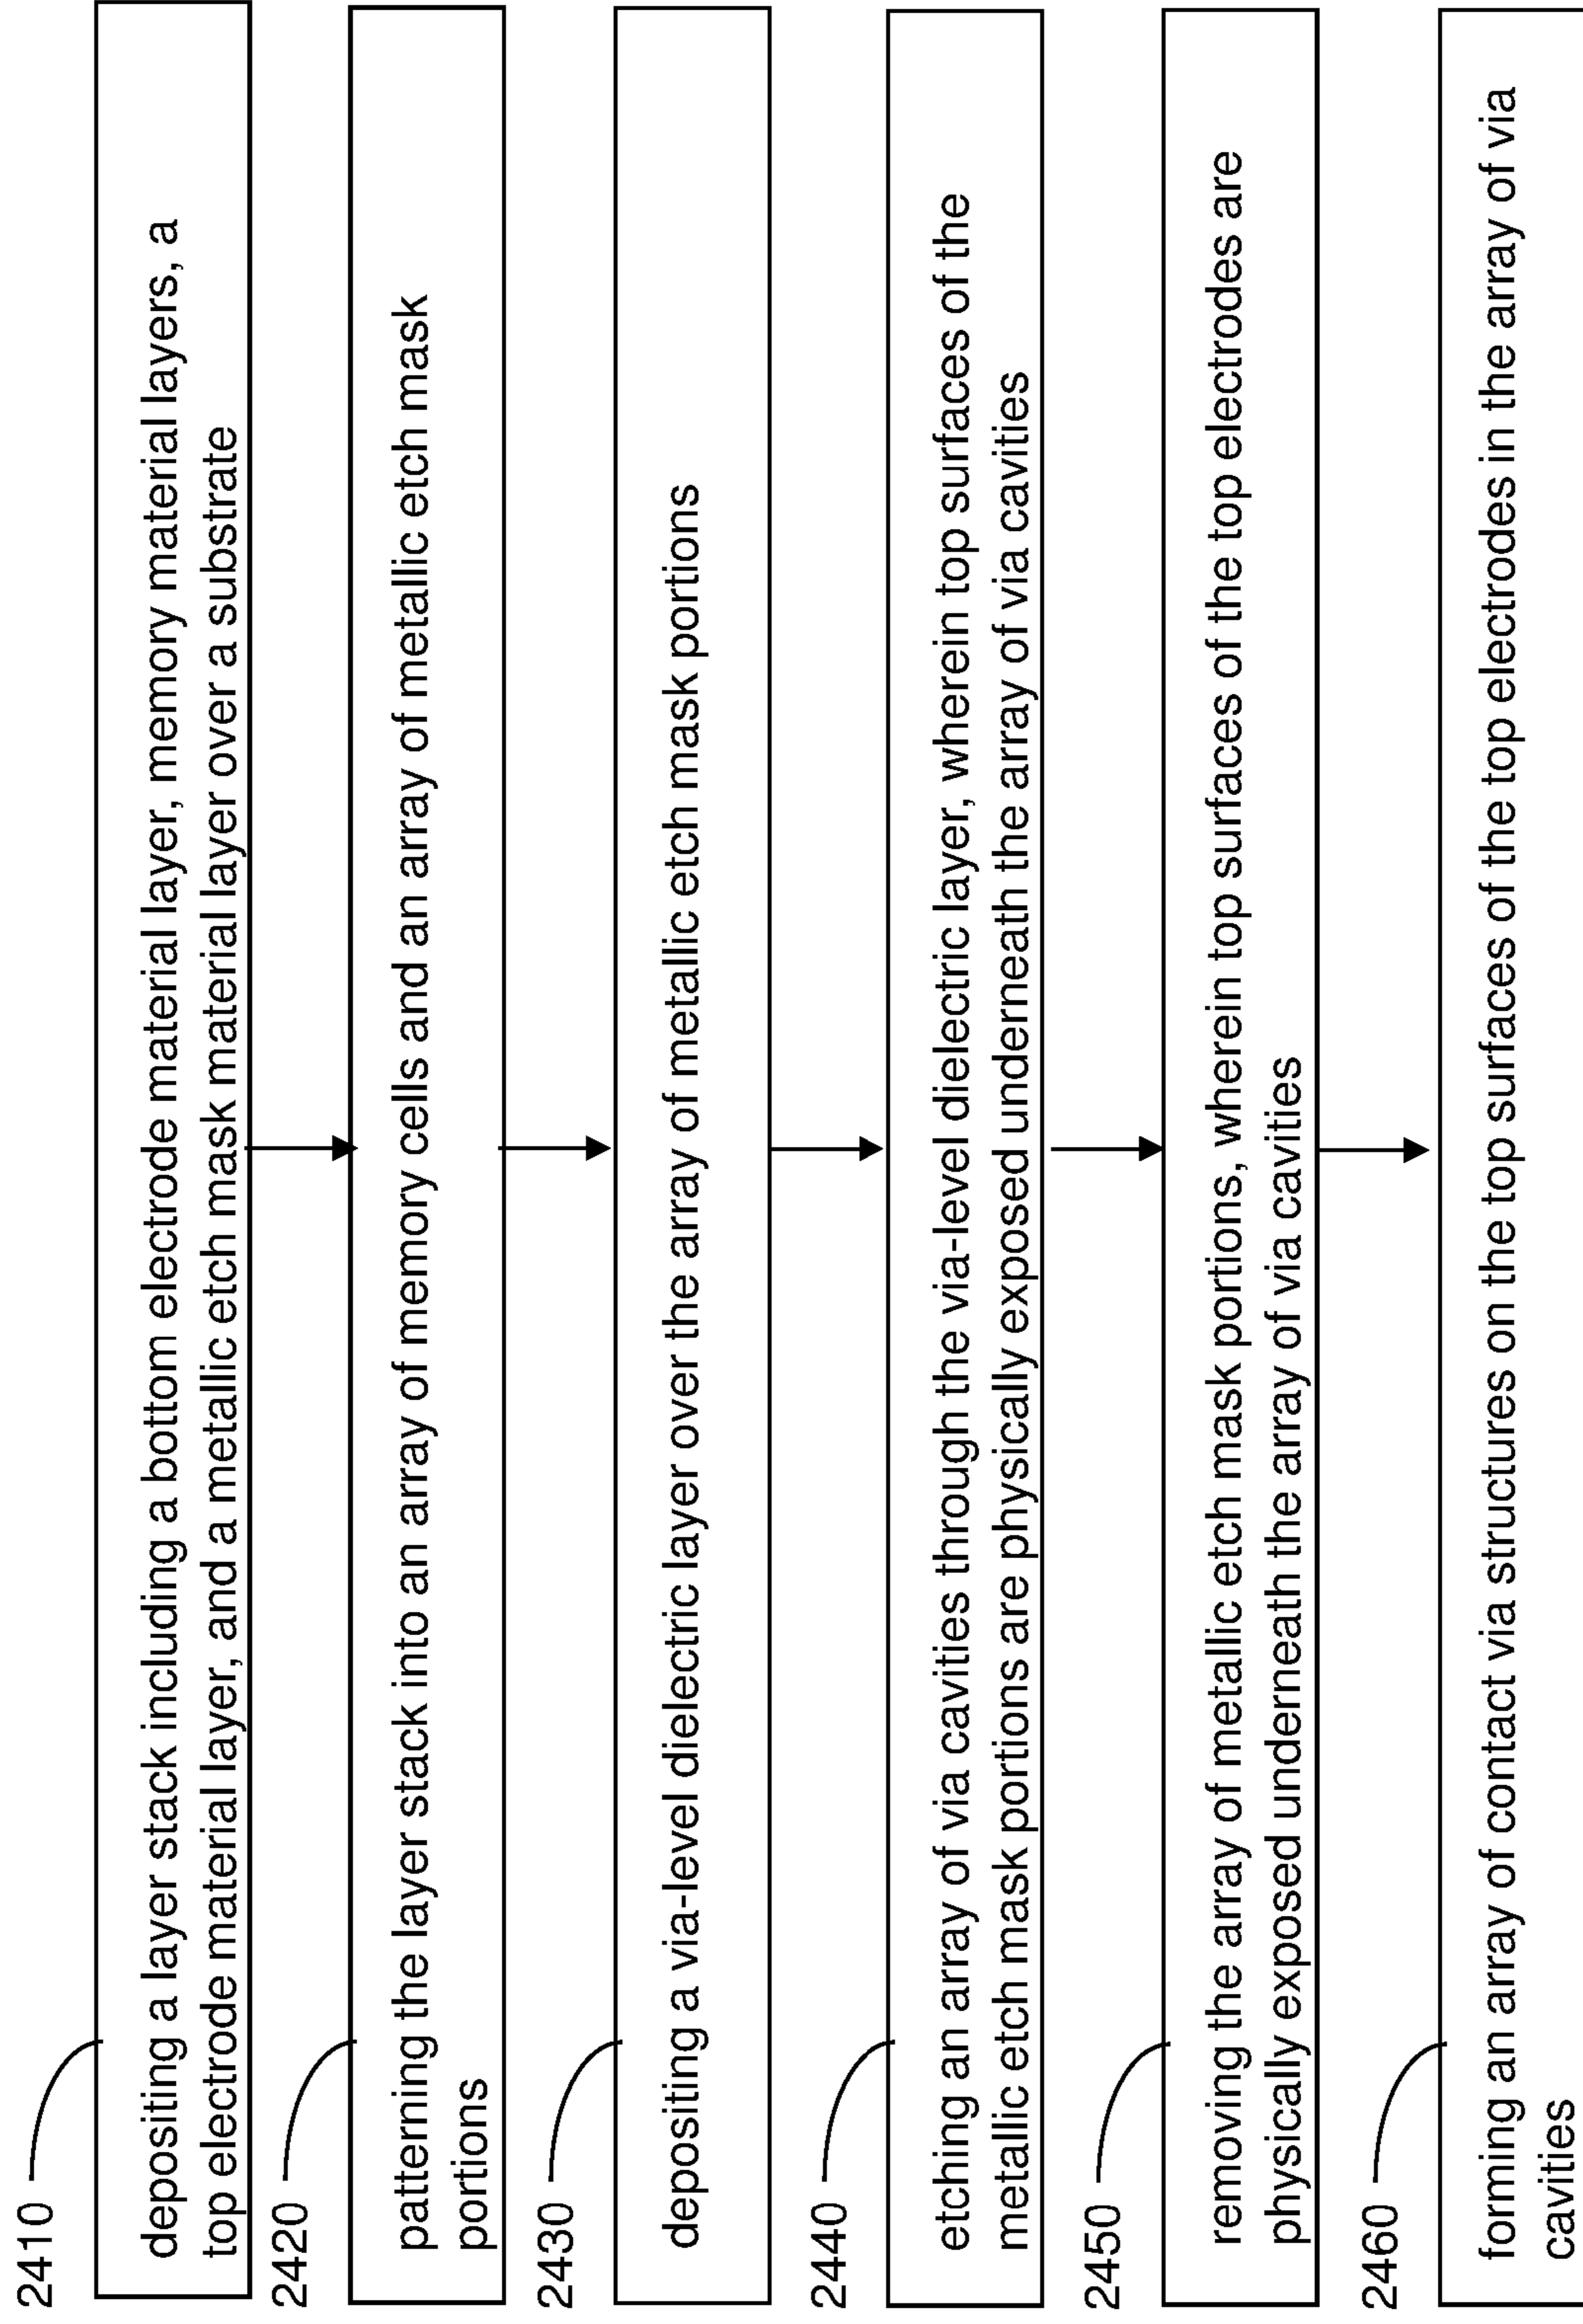 2410
depositing a layer stack including a bottom electrode material layer, memory material layers, a
top electrode material layer, and a metallic etch mask material layer over a substrate
2420
patterning the layer stack into an array of memory cells and an array of metallic etch mask
portions
2430
depositing a via-level dielectric layer over the array of metallic etch mask portions
2440
etching an array of via cavities through the via-level dielectric layer, wherein top surfaces of the
metallic etch mask portions are physically exposed underneath the array of via cavities
2450
removing the array of metallic etch mask portions, wherein top surfaces of the top electrodes are
physically exposed underneath the array of via cavities
2460
forming an array of contact via structures on the top surfaces of the top electrodes in the array of via
cavities